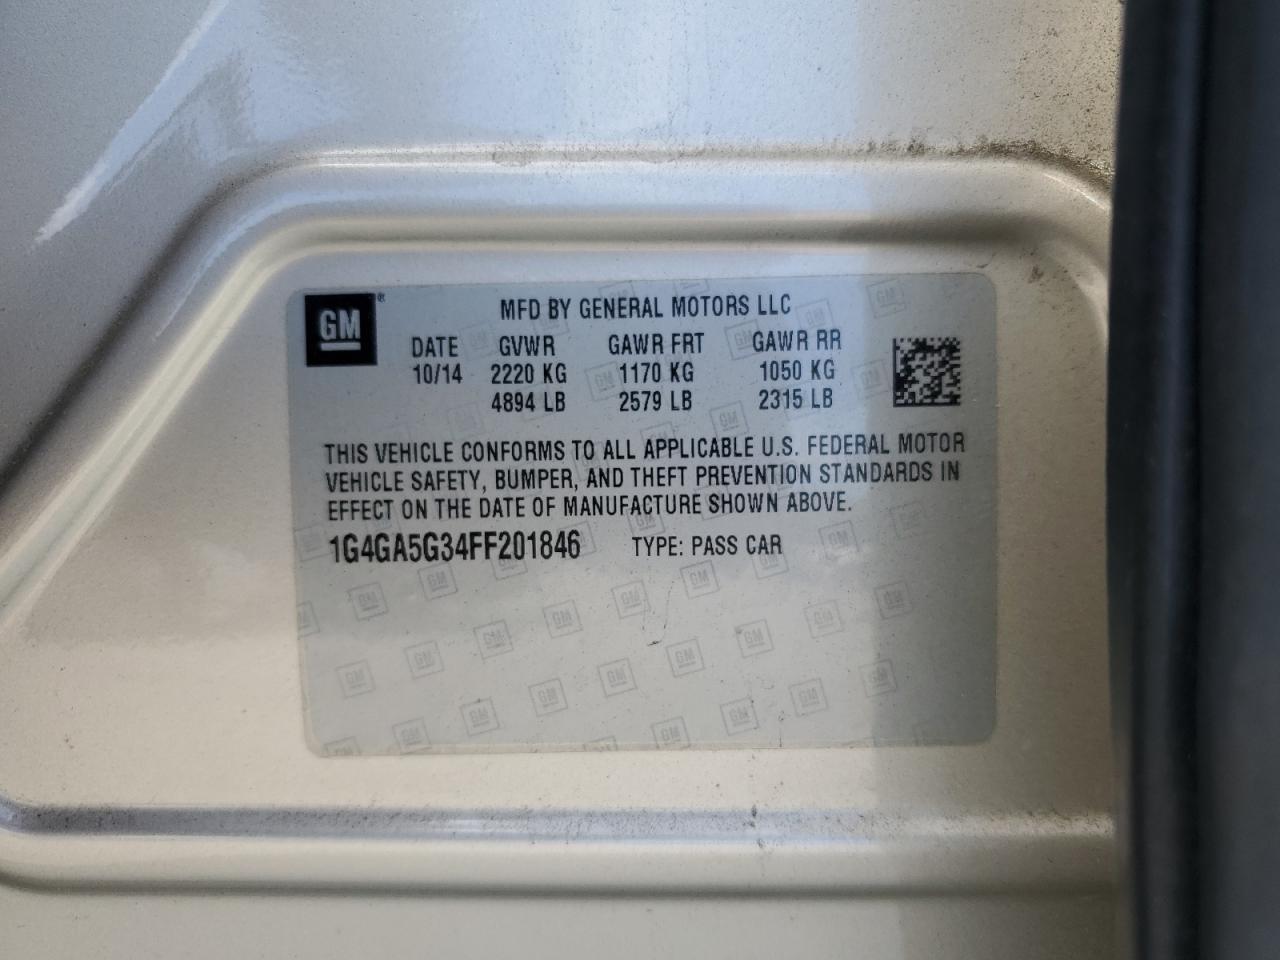 GM®
MFD BY GENERAL MOTORS LLC
DATE GVWR GAWR FRT GAWR RR
10/14 2220 KG 1170 KG 1050 KG
4894 LB 2579 LB 2315 LB
THIS VEHICLE CONFORMS TO ALL APPLICABLE U.S. FEDERAL MOTOR
VEHICLE SAFETY, BUMPER, AND THEFT PREVENTION STANDARDS IN
EFFECT ON THE DATE OF MANUFACTURE SHOWN ABOVE.
1G4GA5G34FF201846 TYPE: PASS CAR